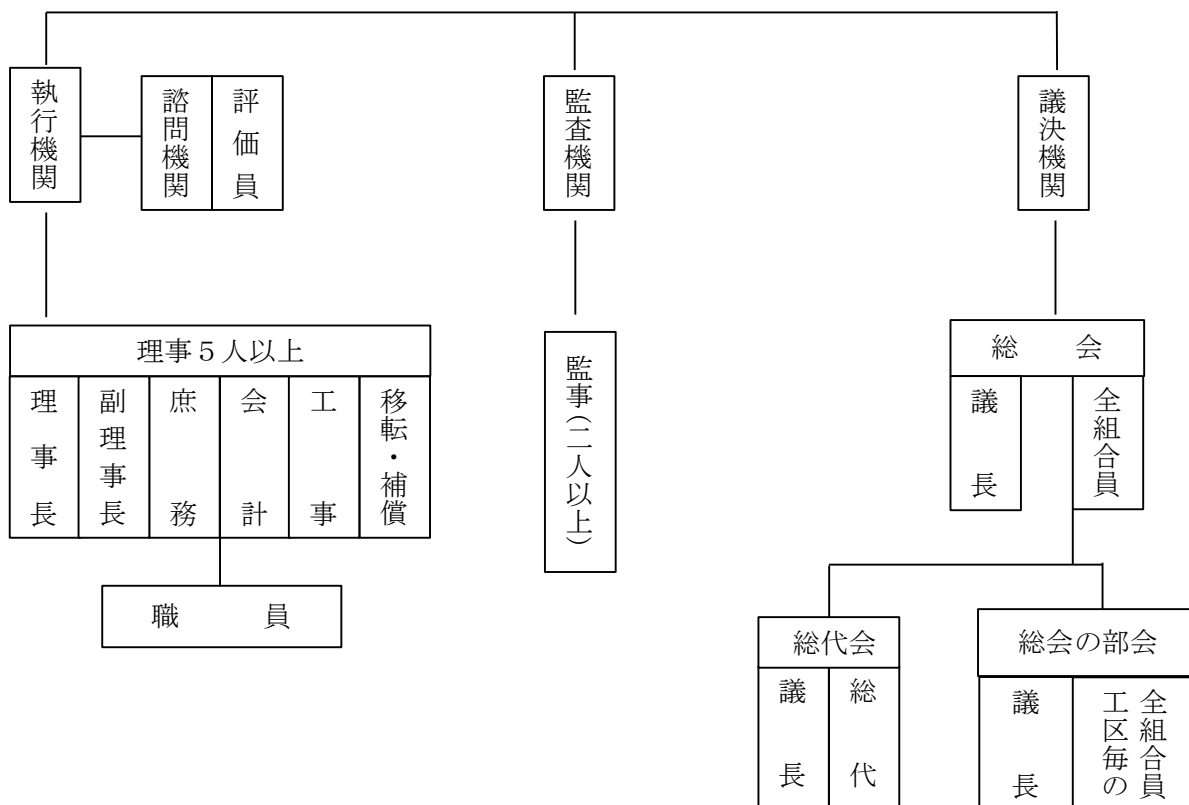 執行機関
諮問機関
評価員
監査機関
議決機関
理事5人以上
理事長
副理事長
庶務
会計
工事
移転・補償
職員
監事(二人以上)
総会
議長
全組合員
総代会
議長
総代
総会の部会
議長
工区毎の
全組合員